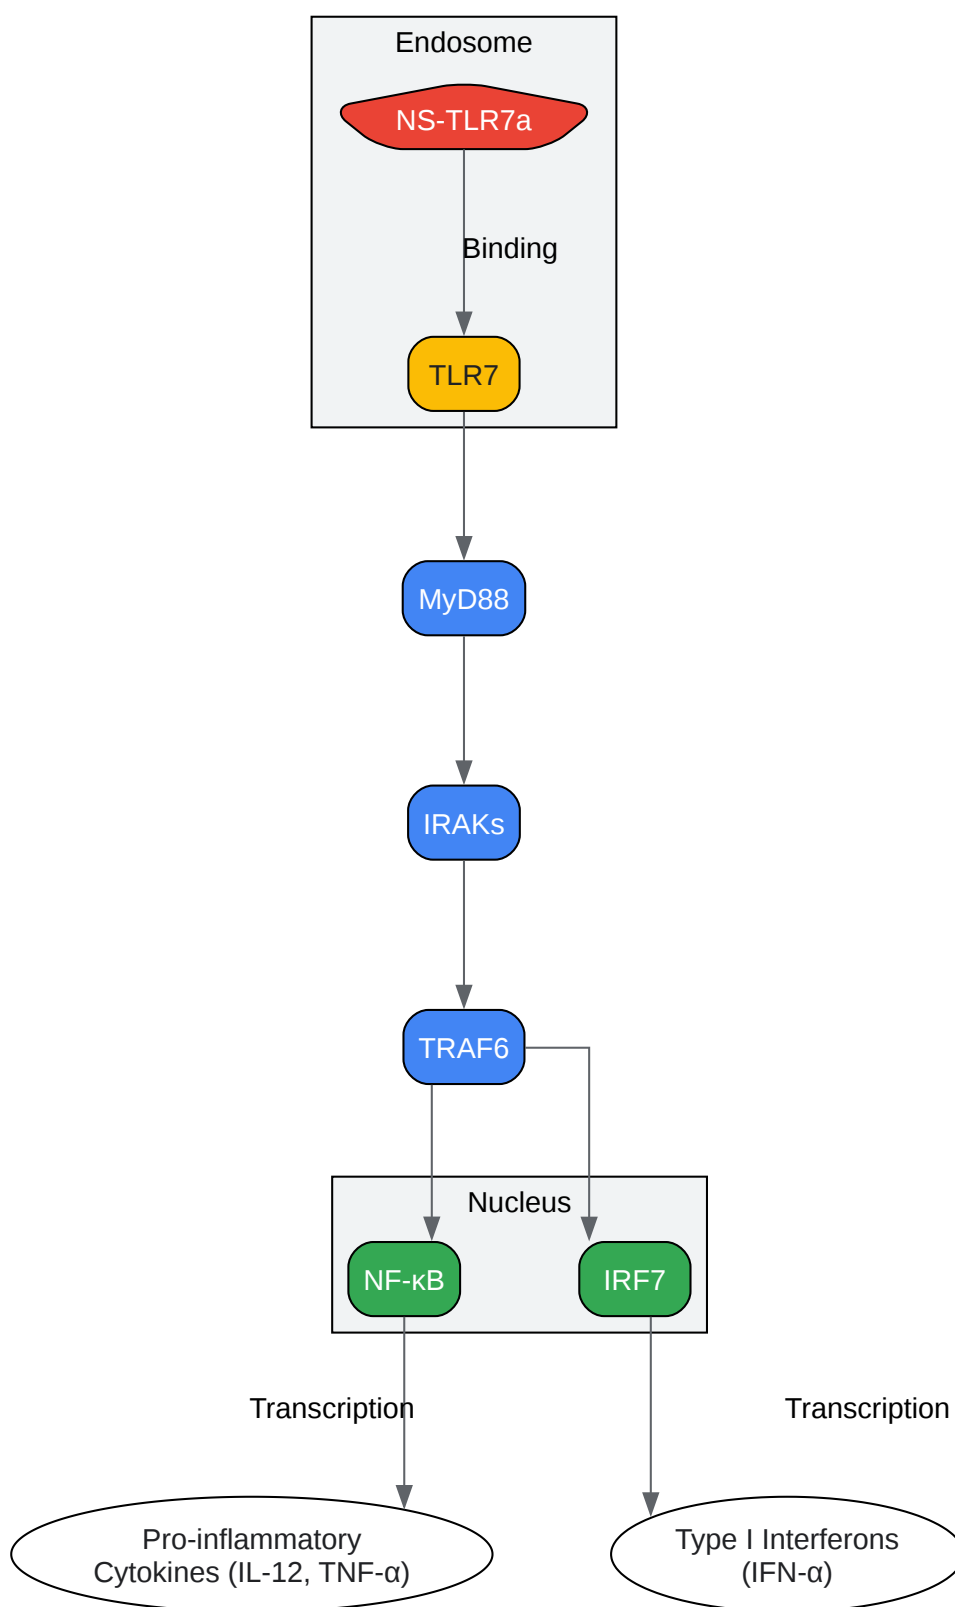 Endosome
NS-TLR7a
Binding
TLR7
MyD88
IRAKs
TRAF6
Nucleus
NF-κB
IRF7
Transcription
Transcription
Pro-inflammatory
Cytokines (IL-12, TNF-α)
Type I Interferons
(IFN-α)